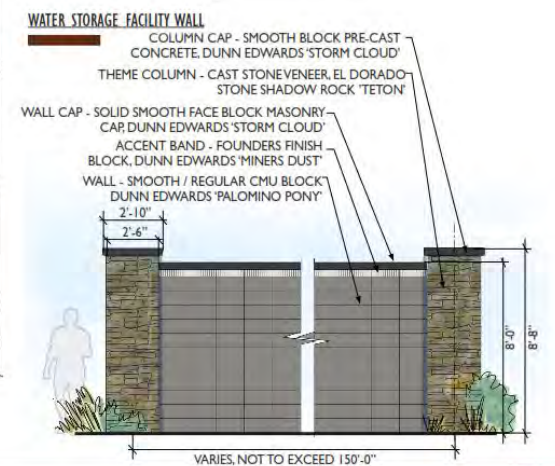 WATER STORAGE FACILITY WALL
COLUMN CAP - SMOOTH BLOCK PRE-CAST
CONCRETE, DUNN EDWARDS 'STORM CLOUD'
THEME COLUMN - CAST STONE VENEER, EL DORADO
STONE SHADOW ROCK 'TETON'
WALL CAP - SOLID SMOOTH FACE BLOCK MASONRY
CAP, DUNN EDWARDS 'STORM CLOUD'
ACCENT BAND - FOUNDERS FINISH
BLOCK, DUNN EDWARDS 'MINERS DUST'
WALL - SMOOTH / REGULAR CMU BLOCK
DUNN EDWARDS 'PALOMINO PONY'
2'-10"
2'-6"
8'-0"
8'-8"
VARIES, NOT TO EXCEED 150'-0"